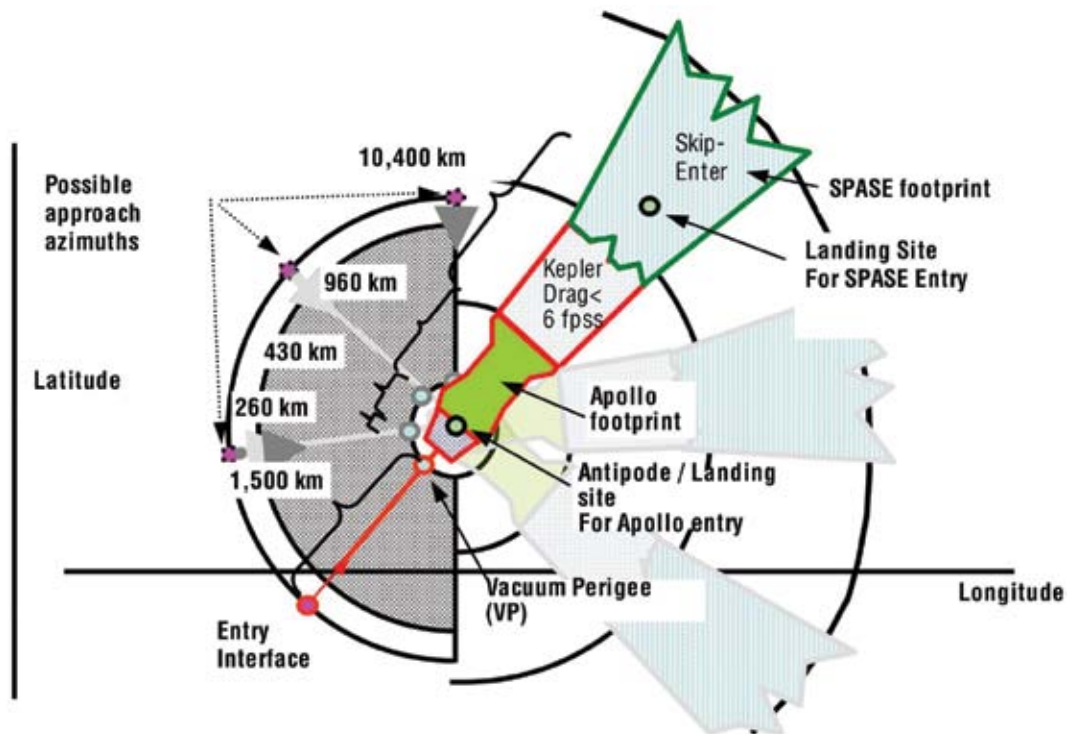 10,400 km
Possible
approach
azimuths
960 km
430 km
260 km
1,500 km
Latitude
Skip-
Enter
SPASE footprint
Landing Site
For SPASE Entry
Kepler
Drag<
6 fpss
Apollo
footprint
Antipode / Landing
site
For Apollo entry
Vacuum Perigee
(VP)
Longitude
Entry
Interface